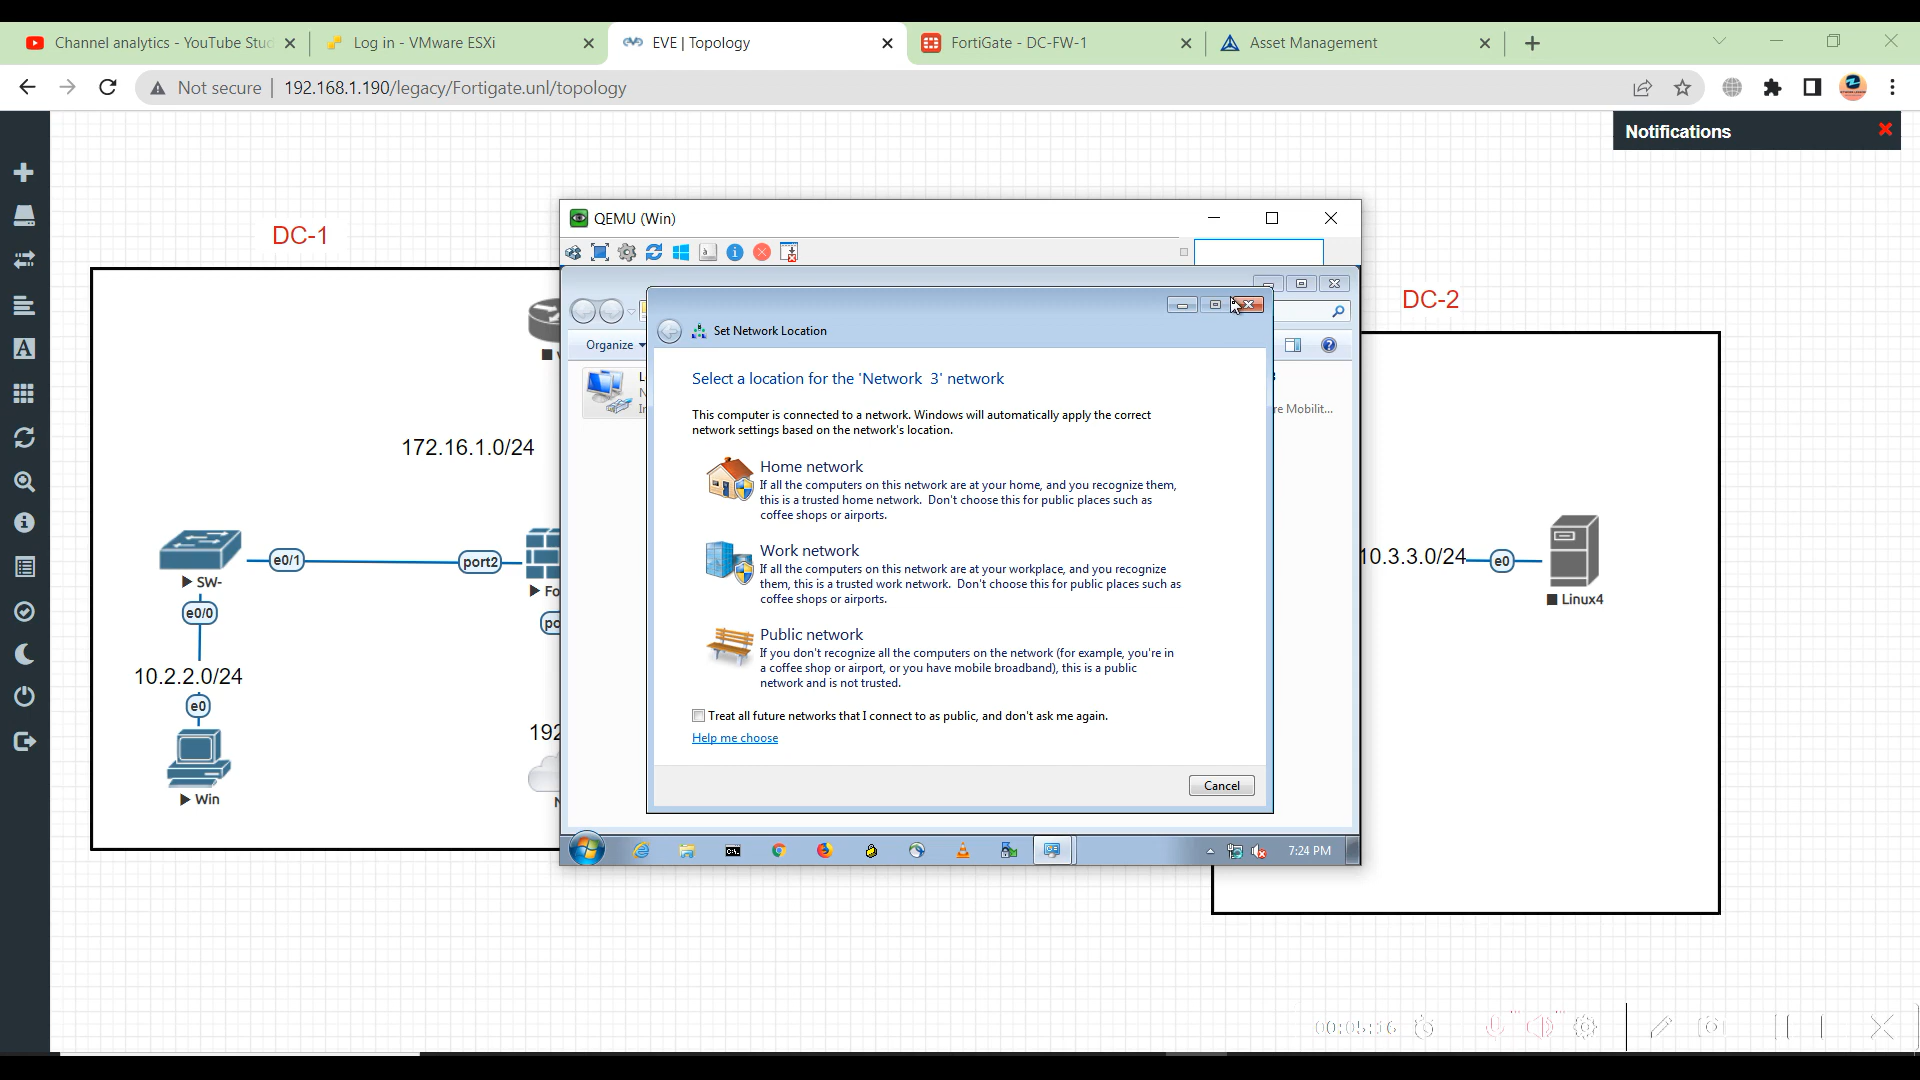 Channel analytics - YouTube Stud
Log in - VMware ESXi
EVE | Topology
FortiGate - DC-FW-1
Asset Management
Not secure
192.168.1.190/legacy/Fortigate.unl/topology
Notifications
DC-1
QEMU (Win)
DC-2
Set Network Location
Organize
Select a location for the 'Network 3' network
This computer is connected to a network. Windows will automatically apply the correct
network settings based on the network's location.
re Mobilit...
172.16.1.0/24
Home network
If all the computers on this network are at your home, and you recognize them,
this is a trusted home network. Don't choose this for public places such as
coffee shops or airports.
Work network
If all the computers on this network are at your workplace, and you recognize
them, this is a trusted work network. Don't choose this for public places such as
coffee shops or airports.
Public network
If you don't recognize all the computers on the network (for example, you're in
a coffee shop or airport, or you have mobile broadband), this is a public
network and is not trusted.
Treat all future networks that I connect to as public, and don't ask me again.
Help me choose
Cancel
e0/1
port2
SW-
Fo
e0/0
po
10.2.2.0/24
e0
192
Win
N
10.3.3.0/24
e0
Linux4
7:24 PM
00:05:16